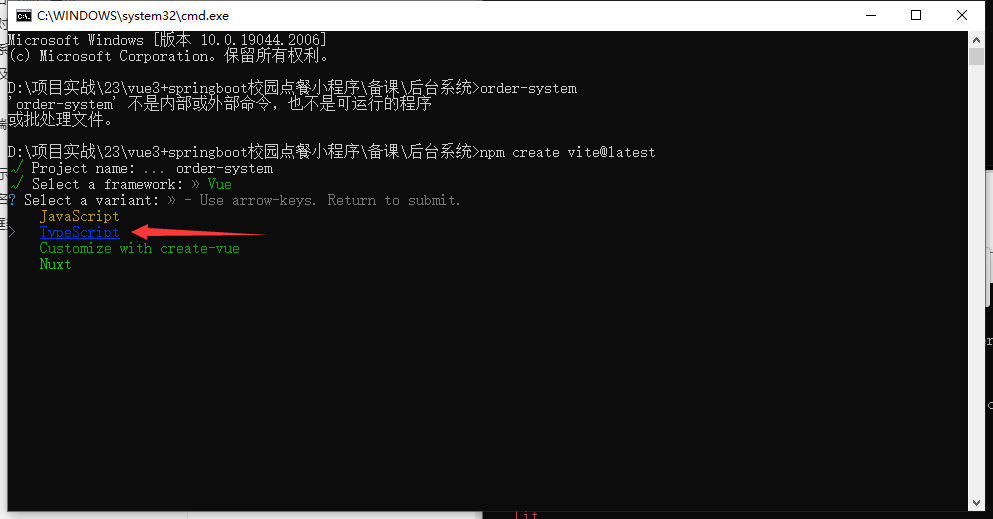 C:\WINDOWS\system32\cmd.exe
Microsoft Windows [版本 10.0.19044.2006]
(c) Microsoft Corporation。保留所有权利。
D:\项目实战\23\vue3+springboot校园点餐小程序\备课\后台系统>order-system
'order-system' 不是内部或外部命令，也不是可运行的程序
或批处理文件。
D:\项目实战\23\vue3+springboot校园点餐小程序\备课\后台系统>npm create vite@latest
√ Project name: ... order-system
√ Select a framework: » Vue
? Select a variant: » - Use arrow-keys. Return to submit.
JavaScript
> TypeScript
Customize with create-vue
Nuxt